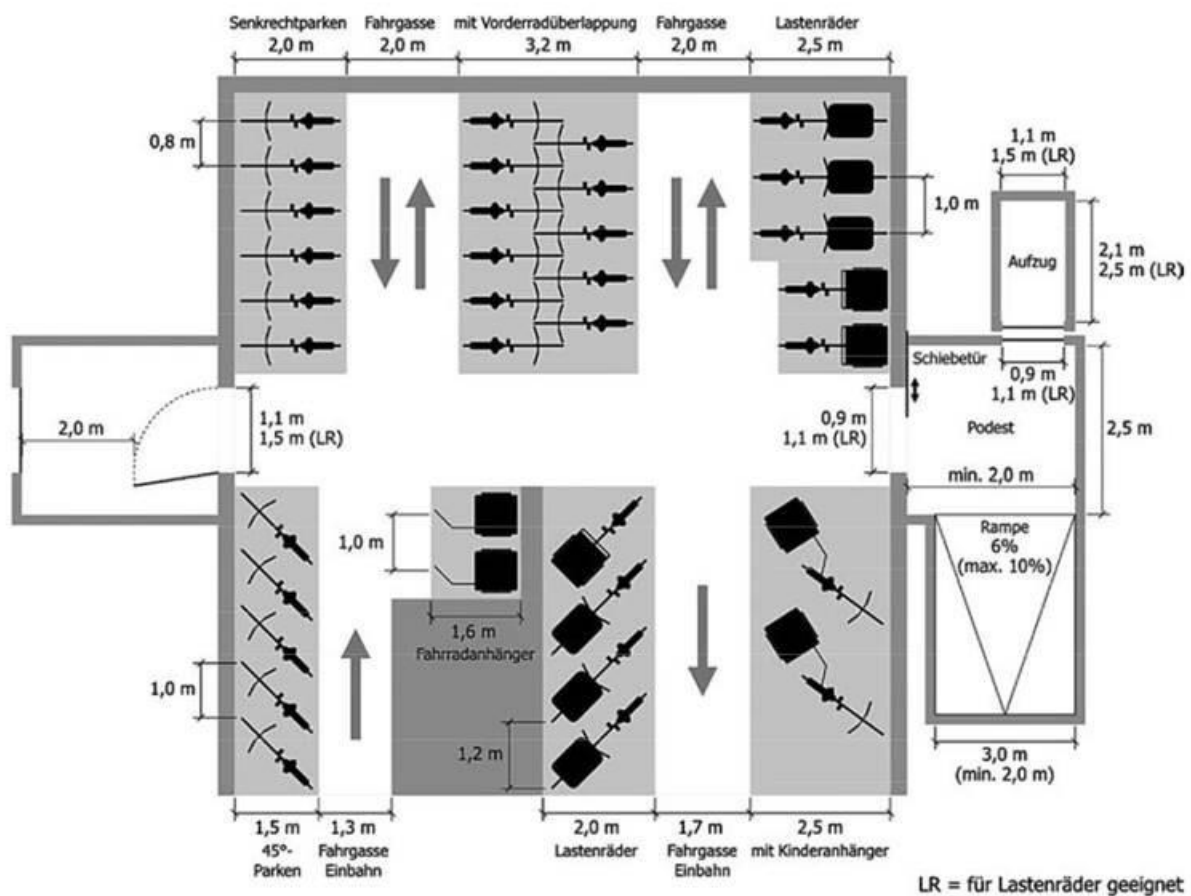 Senkrechtparken
2,0 m
Fahrgasse
2,0 m
mit Vorderradüberlappung
3,2 m
Fahrgasse
2,0 m
Lastenräder
2,5 m
0,8 m
1,0 m
1,1 m
1,5 m (LR)
Aufzug
2,1 m
2,5 m (LR)
Schiebetür
0,9 m
1,1 m (LR)
2,0 m
1,1 m
1,5 m (LR)
0,9 m
1,1 m (LR)
Podest
2,5 m
min. 2,0 m
1,0 m
Rampe
6%
(max. 10%)
1,6 m
Fahrradanhänger
1,0 m
1,2 m
3,0 m
(min. 2,0 m)
1,5 m
45°-
Parken
1,3 m
Fahrgasse
Einbahn
2,0 m
Lastenräder
1,7 m
Fahrgasse
Einbahn
2,5 m
mit Kinderanhänger
LR = für Lastenräder geeignet